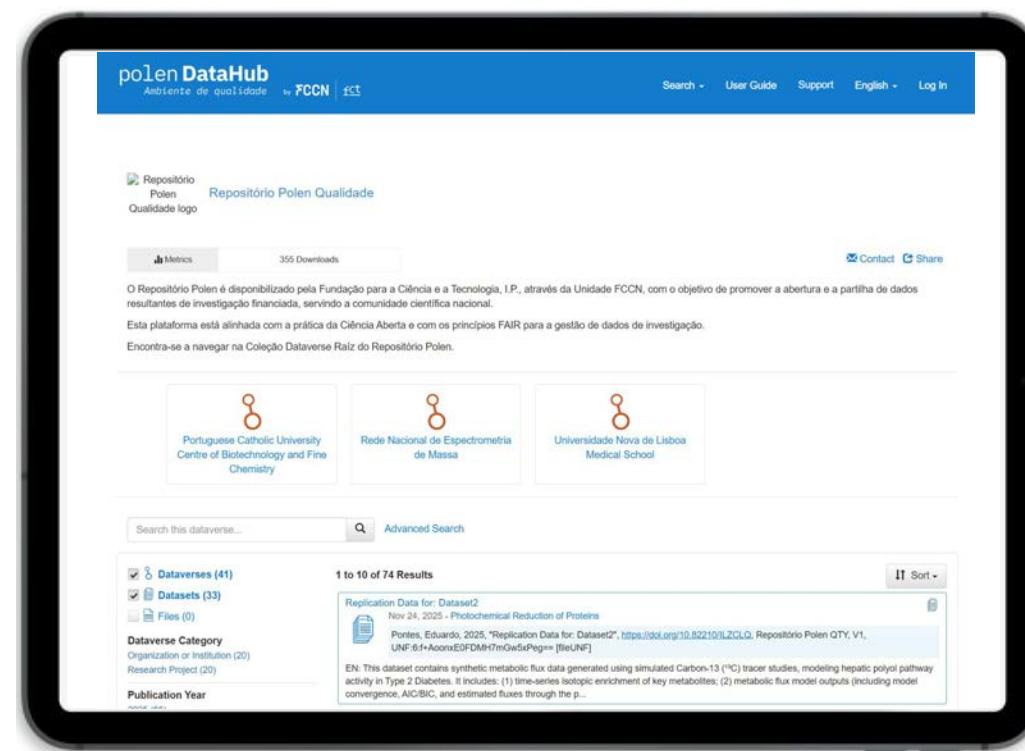 polen DataHub
Ambiente de qualidade by FCCN fct
Search User Guide Support English Log In
Repositório Polen Qualidade logo
Repositório Polen Qualidade
Metrics 355 Downloads
Contact Share
O Repositório Polen é disponibilizado pela Fundação para a Ciência e a Tecnologia, I.P., através da Unidade FCCN, com o objetivo de promover a abertura e a partilha de dados
resultantes de investigação financiada, servindo a comunidade científica nacional.
Esta plataforma está alinhada com a prática da Ciência Aberta e com os princípios FAIR para a gestão de dados de investigação.
Encontra-se a navegar na Coleção Dataverse Raíz do Repositório Polen.
Portuguese Catholic University
Centre of Biotechnology and Fine
Chemistry
Rede Nacional de Espectrometria
de Massa
Universidade Nova de Lisboa
Medical School
Search this dataverse...
Advanced Search
Dataverses (41)
Datasets (33)
Files (0)
Dataverse Category
Organization or Institution (20)
Research Project (20)
Publication Year
1 to 10 of 74 Results
Sort
Replication Data for: Dataset2
Nov 24, 2025 - Photochemical Reduction of Proteins
Pontes, Eduardo, 2025, "Replication Data for: Dataset2", https://doi.org/10.82210/ILZCLQ, Repositório Polen QTY, V1,
UNF:6:f+AoonxE0FDMH7mGw5xPeg== [fileUNF]
EN: This dataset contains synthetic metabolic flux data generated using simulated Carbon-13 (¹³C) tracer studies, modeling hepatic polyol pathway
activity in Type 2 Diabetes. It includes: (1) time-series isotopic enrichment of key metabolites; (2) metabolic flux model outputs (including model
convergence, AIC/BIC, and estimated fluxes through the p...